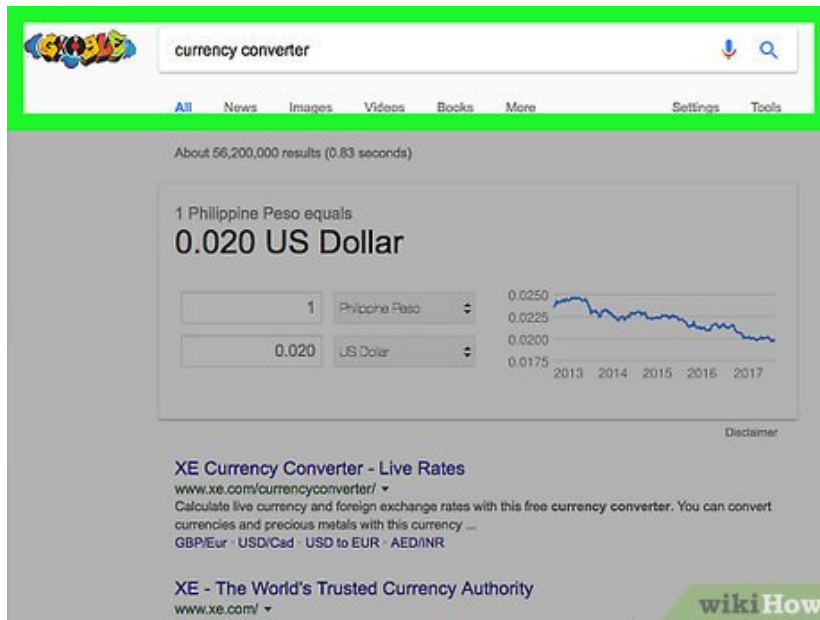 Google
currency converter
All News Images Videos Books More Settings Tools
About 56,200,000 results (0.83 seconds)
1 Philippine Peso equals
0.020 US Dollar
1 Philippine Peso
0.020 US Dollar
0.0250
0.0225
0.0200
0.0175
2013 2014 2015 2016 2017
Disclaimer
XE Currency Converter - Live Rates
www.xe.com/currencyconverter/
Calculate live currency and foreign exchange rates with this free currency converter. You can convert
currencies and precious metals with this currency ...
GBP/Eur · USD/Cad · USD to EUR · AED/INR
XE - The World's Trusted Currency Authority
www.xe.com/
wikiHow